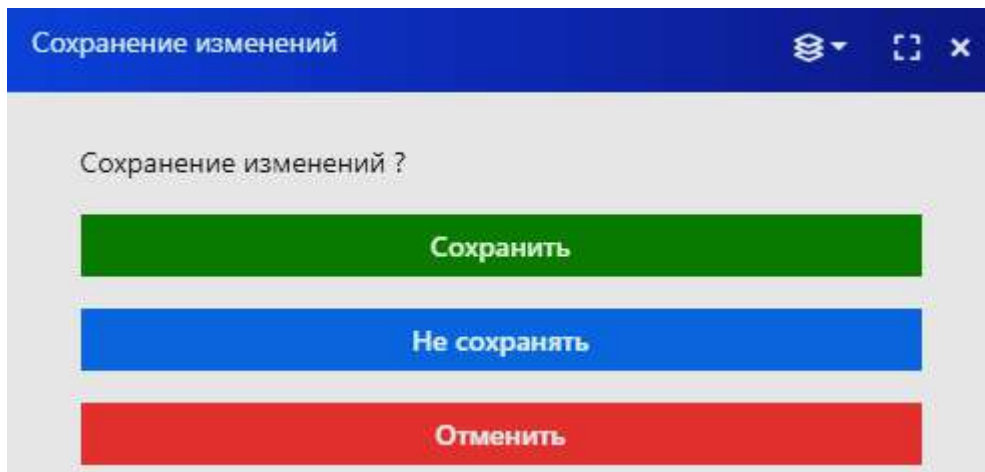 Сохранение изменений
Сохранение изменений ?
Сохранить
Не сохранять
Отменить